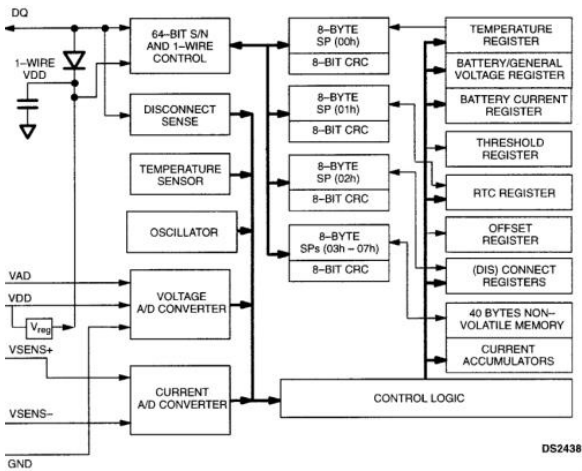 DQ
1-WIRE
VDD
64-BIT S/N
AND 1-WIRE
CONTROL
DISCONNECT
SENSE
TEMPERATURE
SENSOR
OSCILLATOR
VAD
VDD
Vreg
VSENS+
VSENS-
GND
VOLTAGE
A/D CONVERTER
CURRENT
A/D CONVERTER
8-BYTE
SP (00h)
8-BIT CRC
8-BYTE
SP (01h)
8-BIT CRC
8-BYTE
SP (02h)
8-BIT CRC
8-BYTE
SPs (03h - 07h)
8-BIT CRC
TEMPERATURE
REGISTER
BATTERY/GENERAL
VOLTAGE REGISTER
BATTERY CURRENT
REGISTER
THRESHOLD
REGISTER
RTC REGISTER
OFFSET
REGISTER
(DIS) CONNECT
REGISTERS
40 BYTES NON-
VOLATILE MEMORY
CURRENT
ACCUMULATORS
CONTROL LOGIC
DS2438